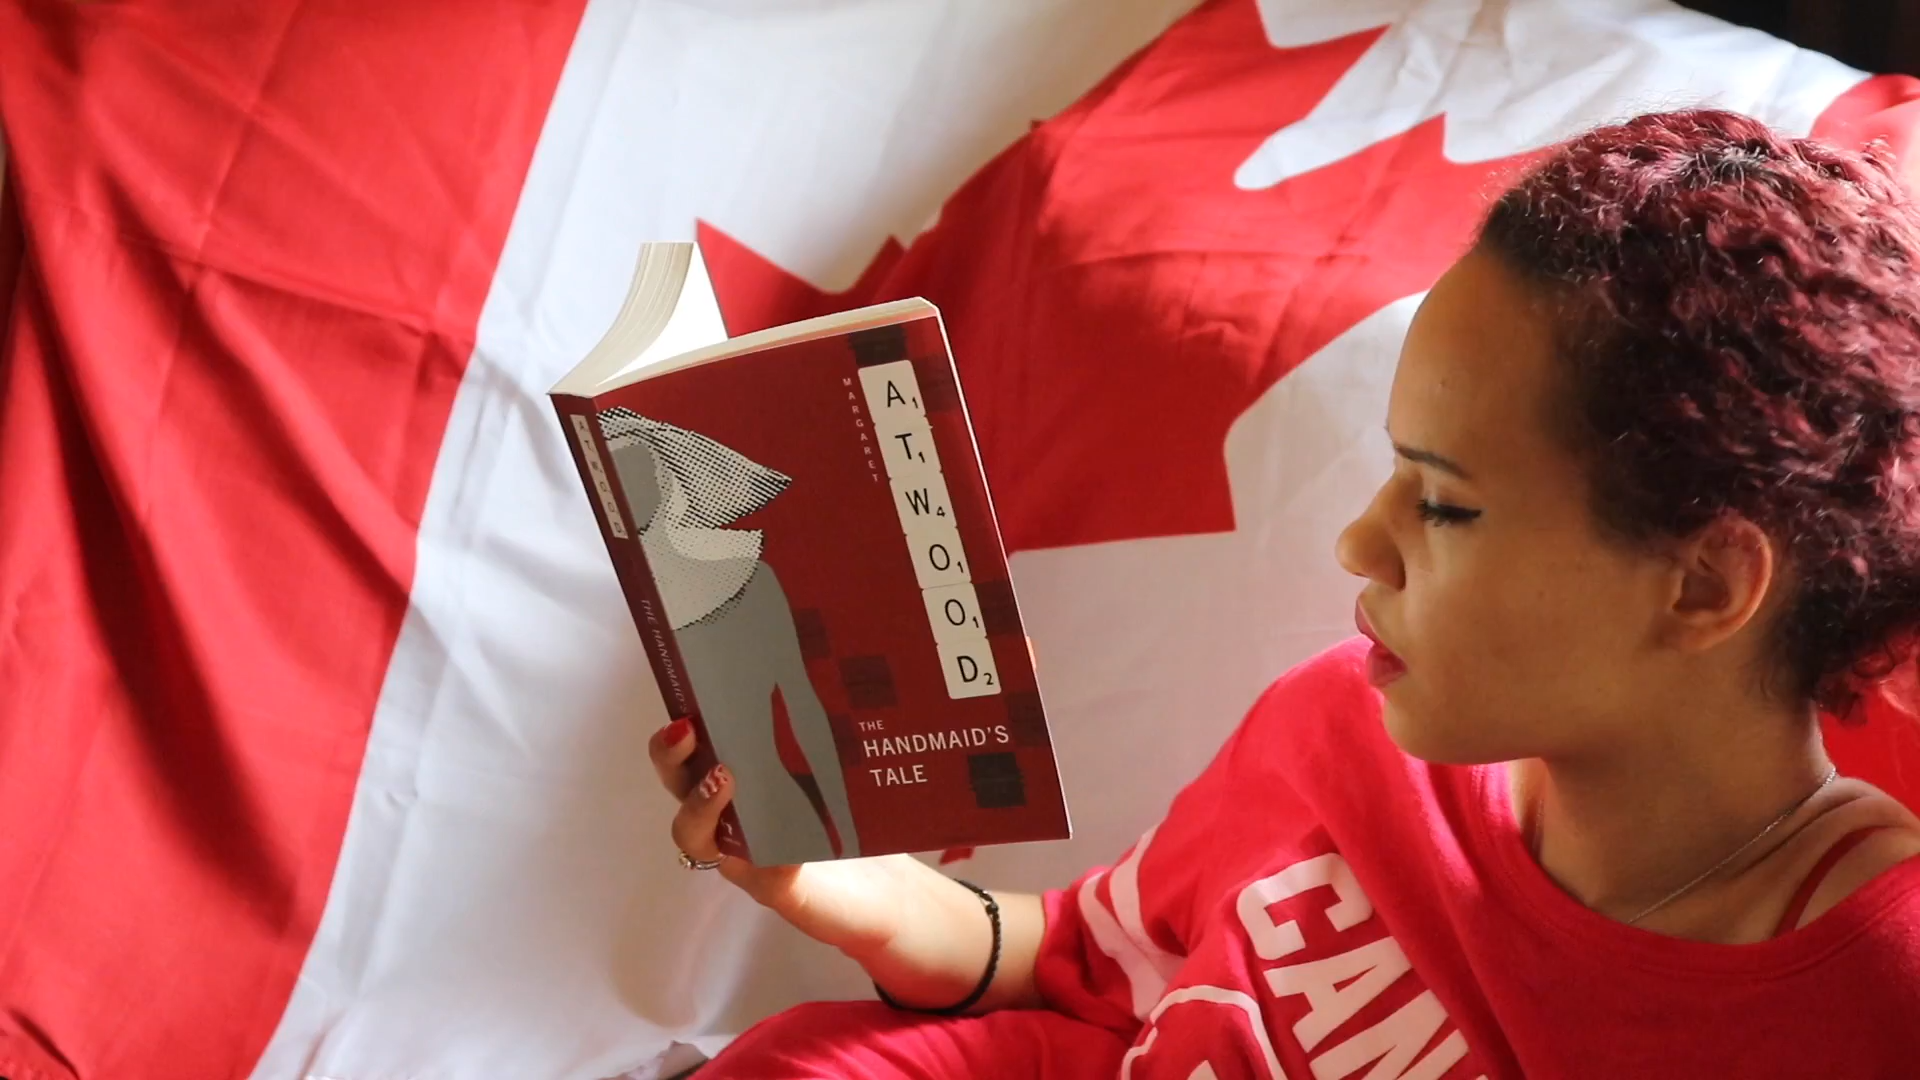 MARGARET
A1
T1
W4
O1
O1
D2
THE
HANDMAID'S
TALE
ATWOOD
THE HANDMAID'S
CAN